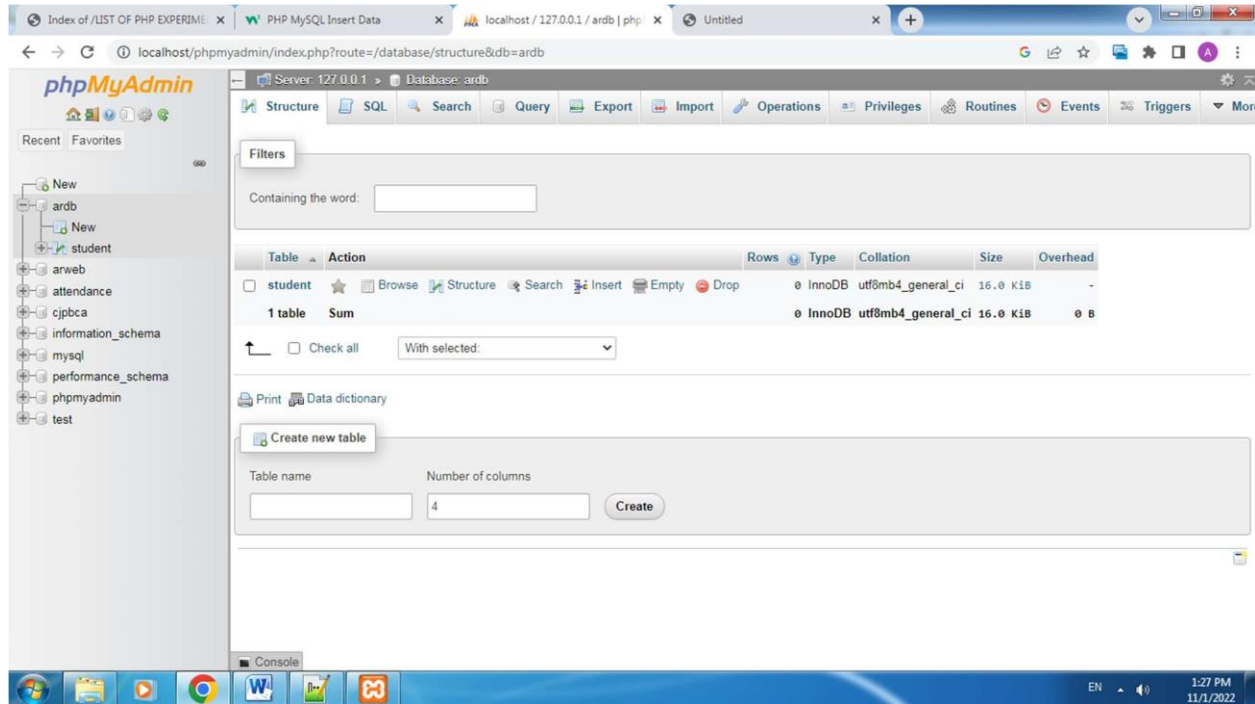 Index of /LIST OF PHP EXPERIME
PHP MySQL Insert Data
localhost / 127.0.0.1 / ardb | php
Untitled
localhost/phpmyadmin/index.php?route=/database/structure&db=ardb
phpMyAdmin
Recent Favorites
New
ardb
New
student
arweb
attendance
cjpbca
information_schema
mysql
performance_schema
phpmyadmin
test
Server: 127.0.0.1 » Database: ardb
Structure SQL Search Query Export Import Operations Privileges Routines Events Triggers Mor
Filters
Containing the word:
Table Action Rows Type Collation Size Overhead
student Browse Structure Search Insert Empty Drop 0 InnoDB utf8mb4_general_ci 16.0 KiB -
1 table Sum 0 InnoDB utf8mb4_general_ci 16.0 KiB 0 B
Check all With selected:
Print Data dictionary
Create new table
Table name Number of columns
4 Create
Console
EN 1:27 PM
11/1/2022